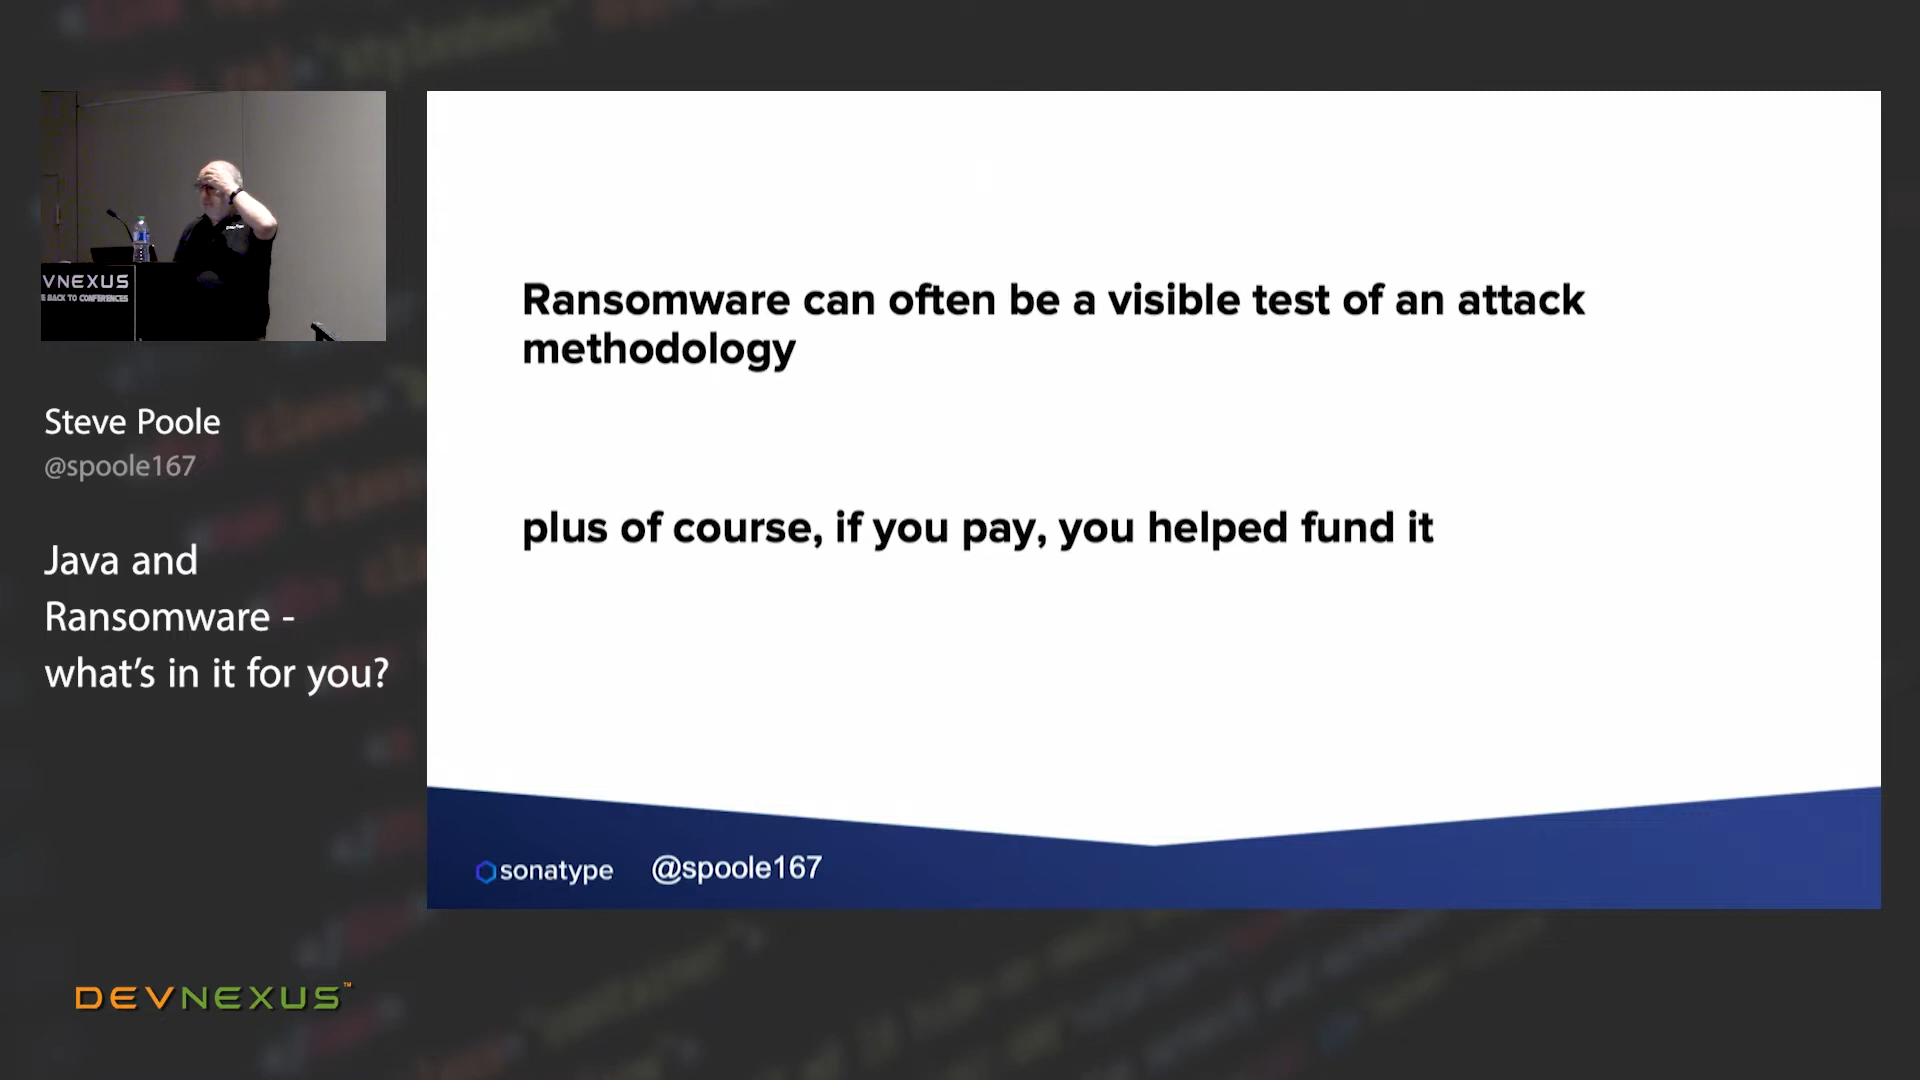 VNEXUS
E BACK TO CONFERENCES
Steve Poole
@spoole167
Java and
Ransomware -
what's in it for you?
DEVNEXUS™
Ransomware can often be a visible test of an attack
methodology
plus of course, if you pay, you helped fund it
sonatype @spoole167